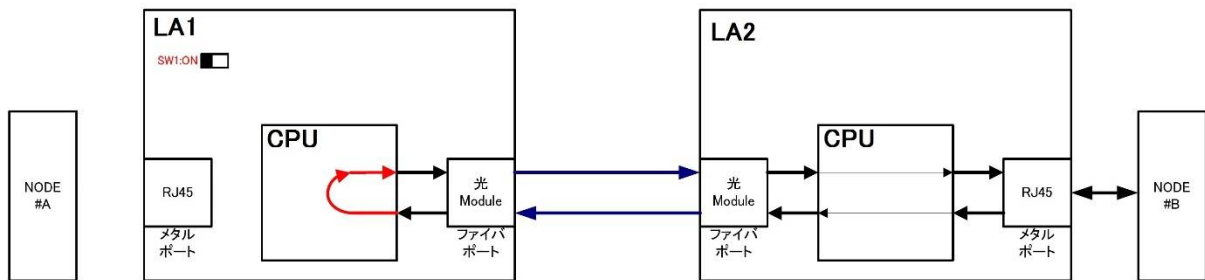 LA1
SW1:ON
CPU
NODE
#A
RJ45
メタル
ポート
光
Module
ファイバ
ポート
LA2
CPU
光
Module
ファイバ
ポート
RJ45
メタル
ポート
NODE
#B